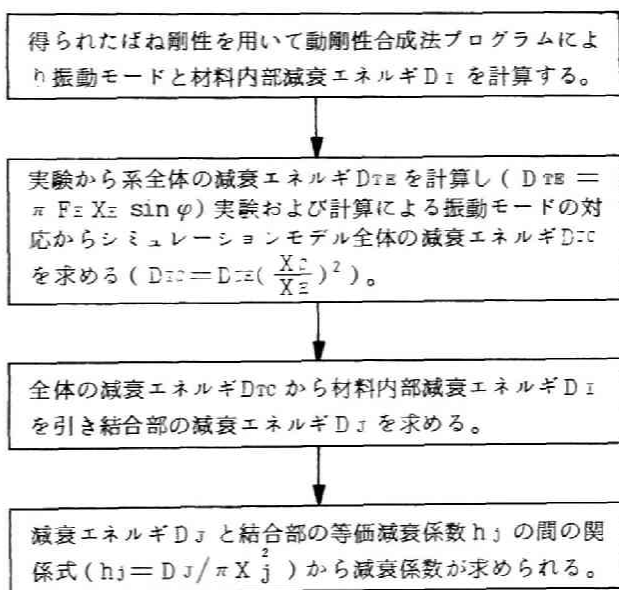 得られたばね剛性を用いて動剛性合成法プログラムによ
り振動モードと材料内部減衰エネルギDIを計算する。
実験から系全体の減衰エネルギDTEを計算し(DTE=
πFEXE sinφ)実験および計算による振動モードの対
応からシミュレーションモデル全体の減衰エネルギDTC
を求める(DTC=DTE(XC/XE)²)。
全体の減衰エネルギDTCから材料内部減衰エネルギDI
を引き結合部の減衰エネルギDJを求める。
減衰エネルギDJと結合部の等価減衰係数hjの間の関
係式(hj=DJ/πXj²)から減衰係数が求められる。